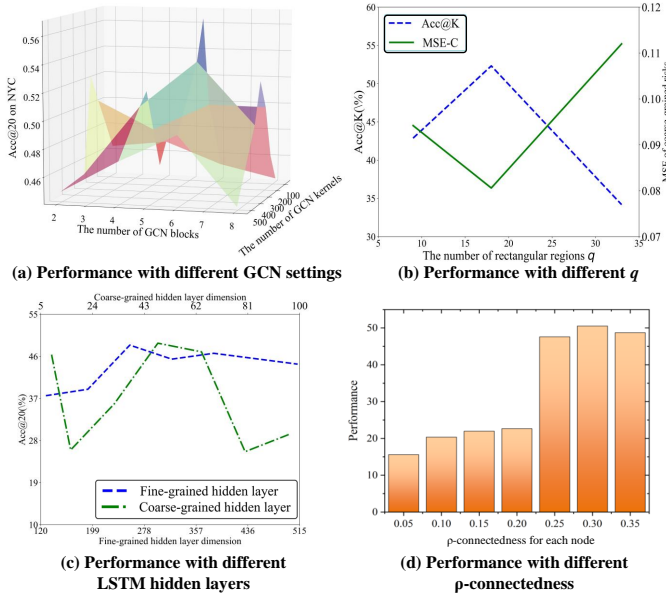 0.56
0.54
0.52
0.50
0.48
0.46
Acc@20 on NYC
2 3 4 5 6 7 8
The number of GCN blocks
100
200
300
400
500
The number of GCN kernels
(a) Performance with different GCN settings
60
55
50
45
40
35
30
Acc@K(%)
Acc@K
MSE-C
0.12
0.11
0.10
0.09
0.08
0.07
5 10 15 20 25 30 35
The number of rectangular regions q
(b) Performance with different q
Coarse-grained hidden layer dimension
5 24 43 62 81 100
55
46
37
28
19
10
Acc@20(%)
Fine-grained hidden layer
Coarse-grained hidden layer
120 199 278 357 436 515
Fine-grained hidden layer dimension
(c) Performance with different
LSTM hidden layers
50
40
30
20
10
0
Performance
0.05 0.10 0.15 0.20 0.25 0.30 0.35
ρ-connectedness for each node
(d) Performance with different
ρ-connectedness